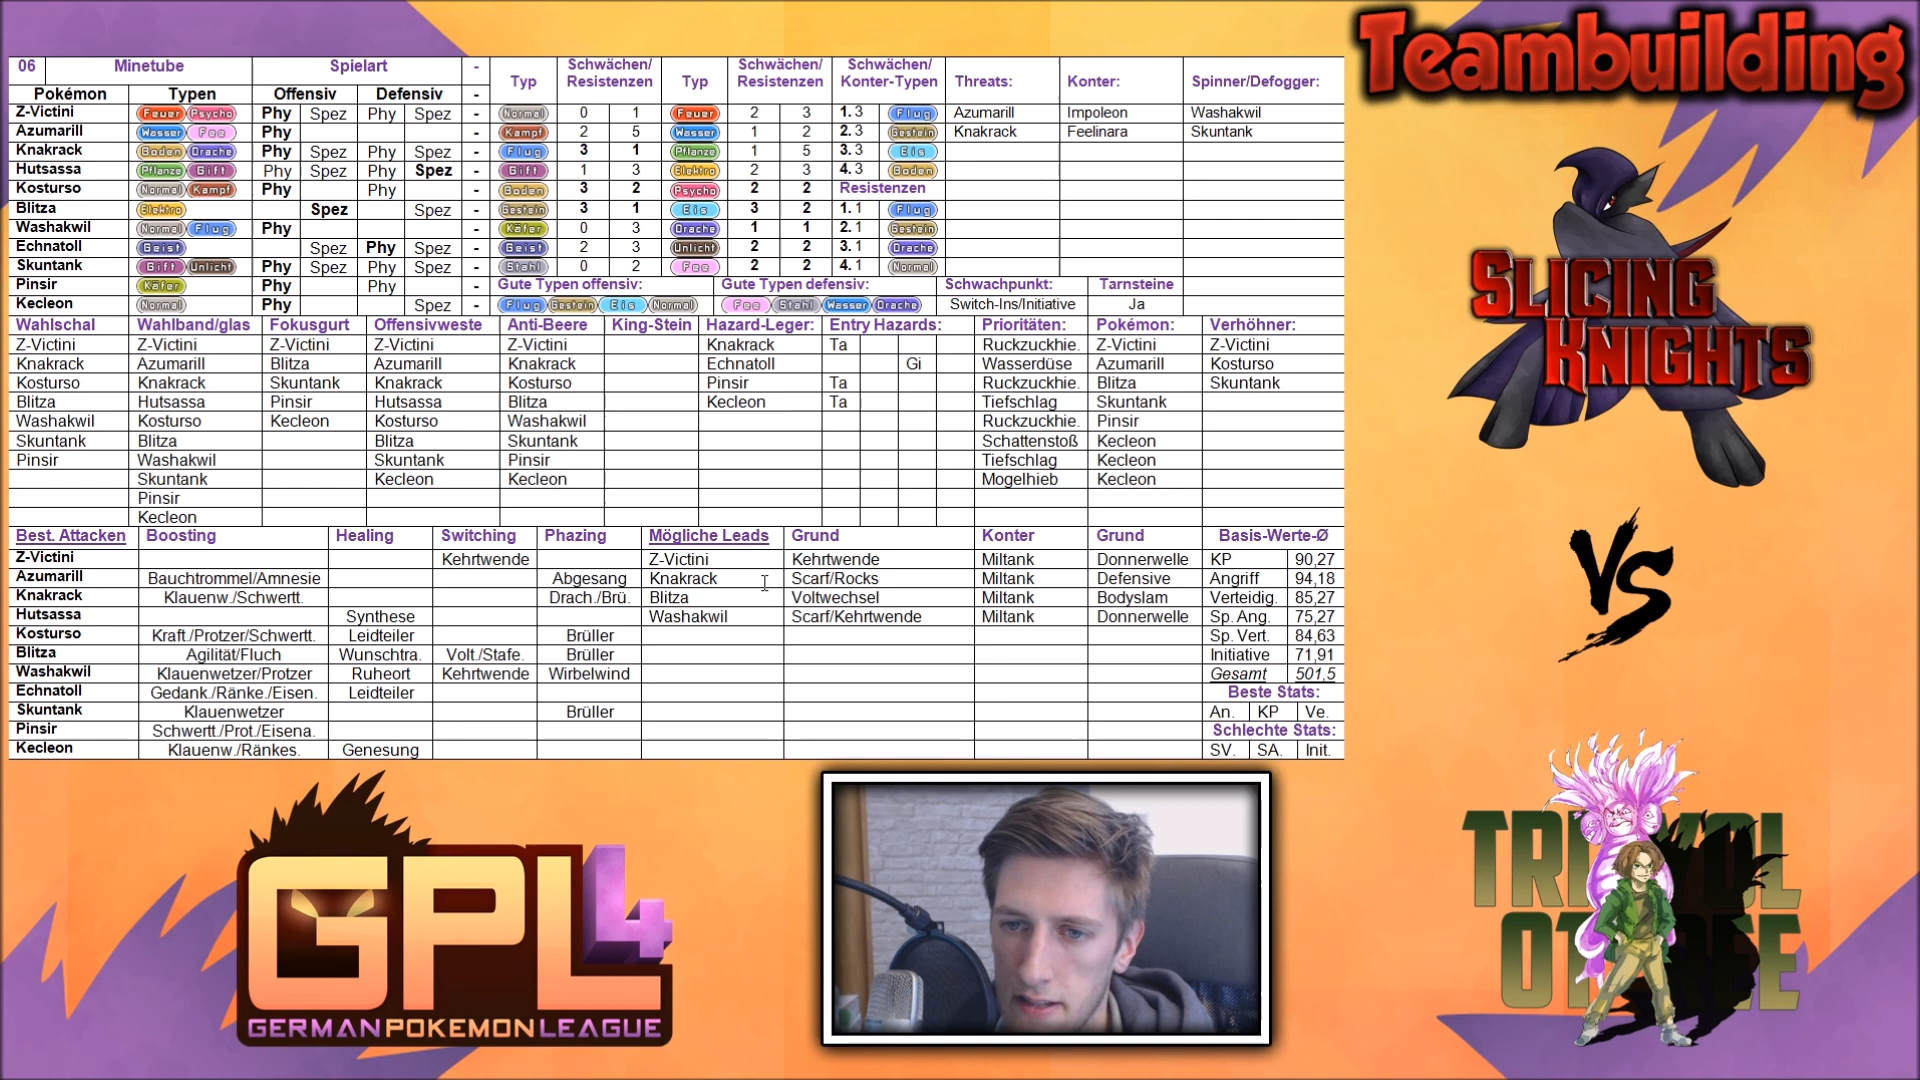 Teambuilding
06 Minetube Spielart - Typ Schwächen/ Resistenzen Typ Schwächen/ Resistenzen Schwächen/ Konter-Typen Threats: Konter: Spinner/Defogger:
Pokémon Typen Offensiv Defensiv -
Z-Victini Feuer Psycho Phy Spez Phy Spez - Normal 0 1 Feuer 2 3 1. 3 Flug Azumarill Impoleon Washakwil
Azumarill Wasser Fee Phy - Kampf 2 5 Wasser 1 2 2. 3 Gestein Knakrack Feelinara Skuntank
Knakrack Boden Drache Phy Spez Phy Spez - Flug 3 1 Pflanze 1 5 3. 3 Eis
Hutsassa Pflanze Gift Phy Spez Phy Spez - Gift 1 3 Elektro 2 3 4. 3 Boden
Kosturso Normal Kampf Phy Phy - Boden 3 2 Psycho 2 2 Resistenzen
Blitza Elektro Spez Spez - Gestein 3 1 Eis 3 2 1. 1 Flug
Washakwil Normal Flug Phy - Käfer 0 3 Drache 1 1 2. 1 Gestein
Echnatoll Geist Spez Phy Spez - Geist 2 3 Unlicht 2 2 3. 1 Drache
Skuntank Gift Unlicht Phy Spez Phy Spez - Stahl 0 2 Fee 2 2 4. 1 Normal
Pinsir Käfer Phy Phy - Gute Typen offensiv: Gute Typen defensiv: Schwachpunkt: Tarnsteine
Kecleon Normal Phy Spez - Flug Gestein Eis Normal Fee Stahl Wasser Drache Switch-Ins/Initiative Ja
Wahlschal Wahlband/glas Fokusgurt Offensivweste Anti-Beere King-Stein Hazard-Leger: Entry Hazards: Prioritäten: Pokémon: Verhöhner:
Z-Victini Z-Victini Z-Victini Z-Victini Z-Victini Knakrack Ta Ruckzuckhie. Z-Victini Z-Victini
Knakrack Azumarill Blitza Azumarill Knakrack Echnatoll Gi Wasserdüse Azumarill Kosturso
Kosturso Knakrack Skuntank Knakrack Kosturso Pinsir Ta Ruckzuckhie. Blitza Skuntank
Blitza Hutsassa Pinsir Hutsassa Blitza Kecleon Ta Tiefschlag Skuntank
Washakwil Kosturso Kecleon Kosturso Washakwil Ruckzuckhie. Pinsir
Skuntank Blitza Blitza Skuntank Schattenstoß Kecleon
Pinsir Washakwil Skuntank Pinsir Tiefschlag Kecleon
Skuntank Kecleon Kecleon Mogelhieb Kecleon
Pinsir
Kecleon
Best. Attacken Boosting Healing Switching Phazing Mögliche Leads Grund Konter Grund Basis-Werte-Ø
Z-Victini Kehrtwende Z-Victini Kehrtwende Miltank Donnerwelle KP 90,27
Azumarill Bauchtrommel/Amnesie Abgesang Knakrack Scarf/Rocks Miltank Defensive Angriff 94,18
Knakrack Klauenw./Schwertt. Drach./Brü. Blitza Voltwechsel Miltank Bodyslam Verteidig. 85,27
Hutsassa Synthese Washakwil Scarf/Kehrtwende Miltank Donnerwelle Sp. Ang. 75,27
Kosturso Kraft./Protzer/Schwertt. Leidteiler Brüller Sp. Vert. 84,63
Blitza Agilität/Fluch Wunschtra. Volt./Stafe. Brüller Initiative 71,91
Washakwil Klauenwetzer/Protzer Ruheort Kehrtwende Wirbelwind Gesamt 501,5
Echnatoll Gedank./Ränke./Eisen. Leidteiler Beste Stats:
Skuntank Klauenwetzer Brüller An. KP Ve.
Pinsir Schwertt./Prot./Eisena. Schlechte Stats:
Kecleon Klauenw./Ränkes. Genesung SV. SA. Init.
SLICING
KNIGHTS
VS
GPL4
GERMANPOKEMONLEAGUE